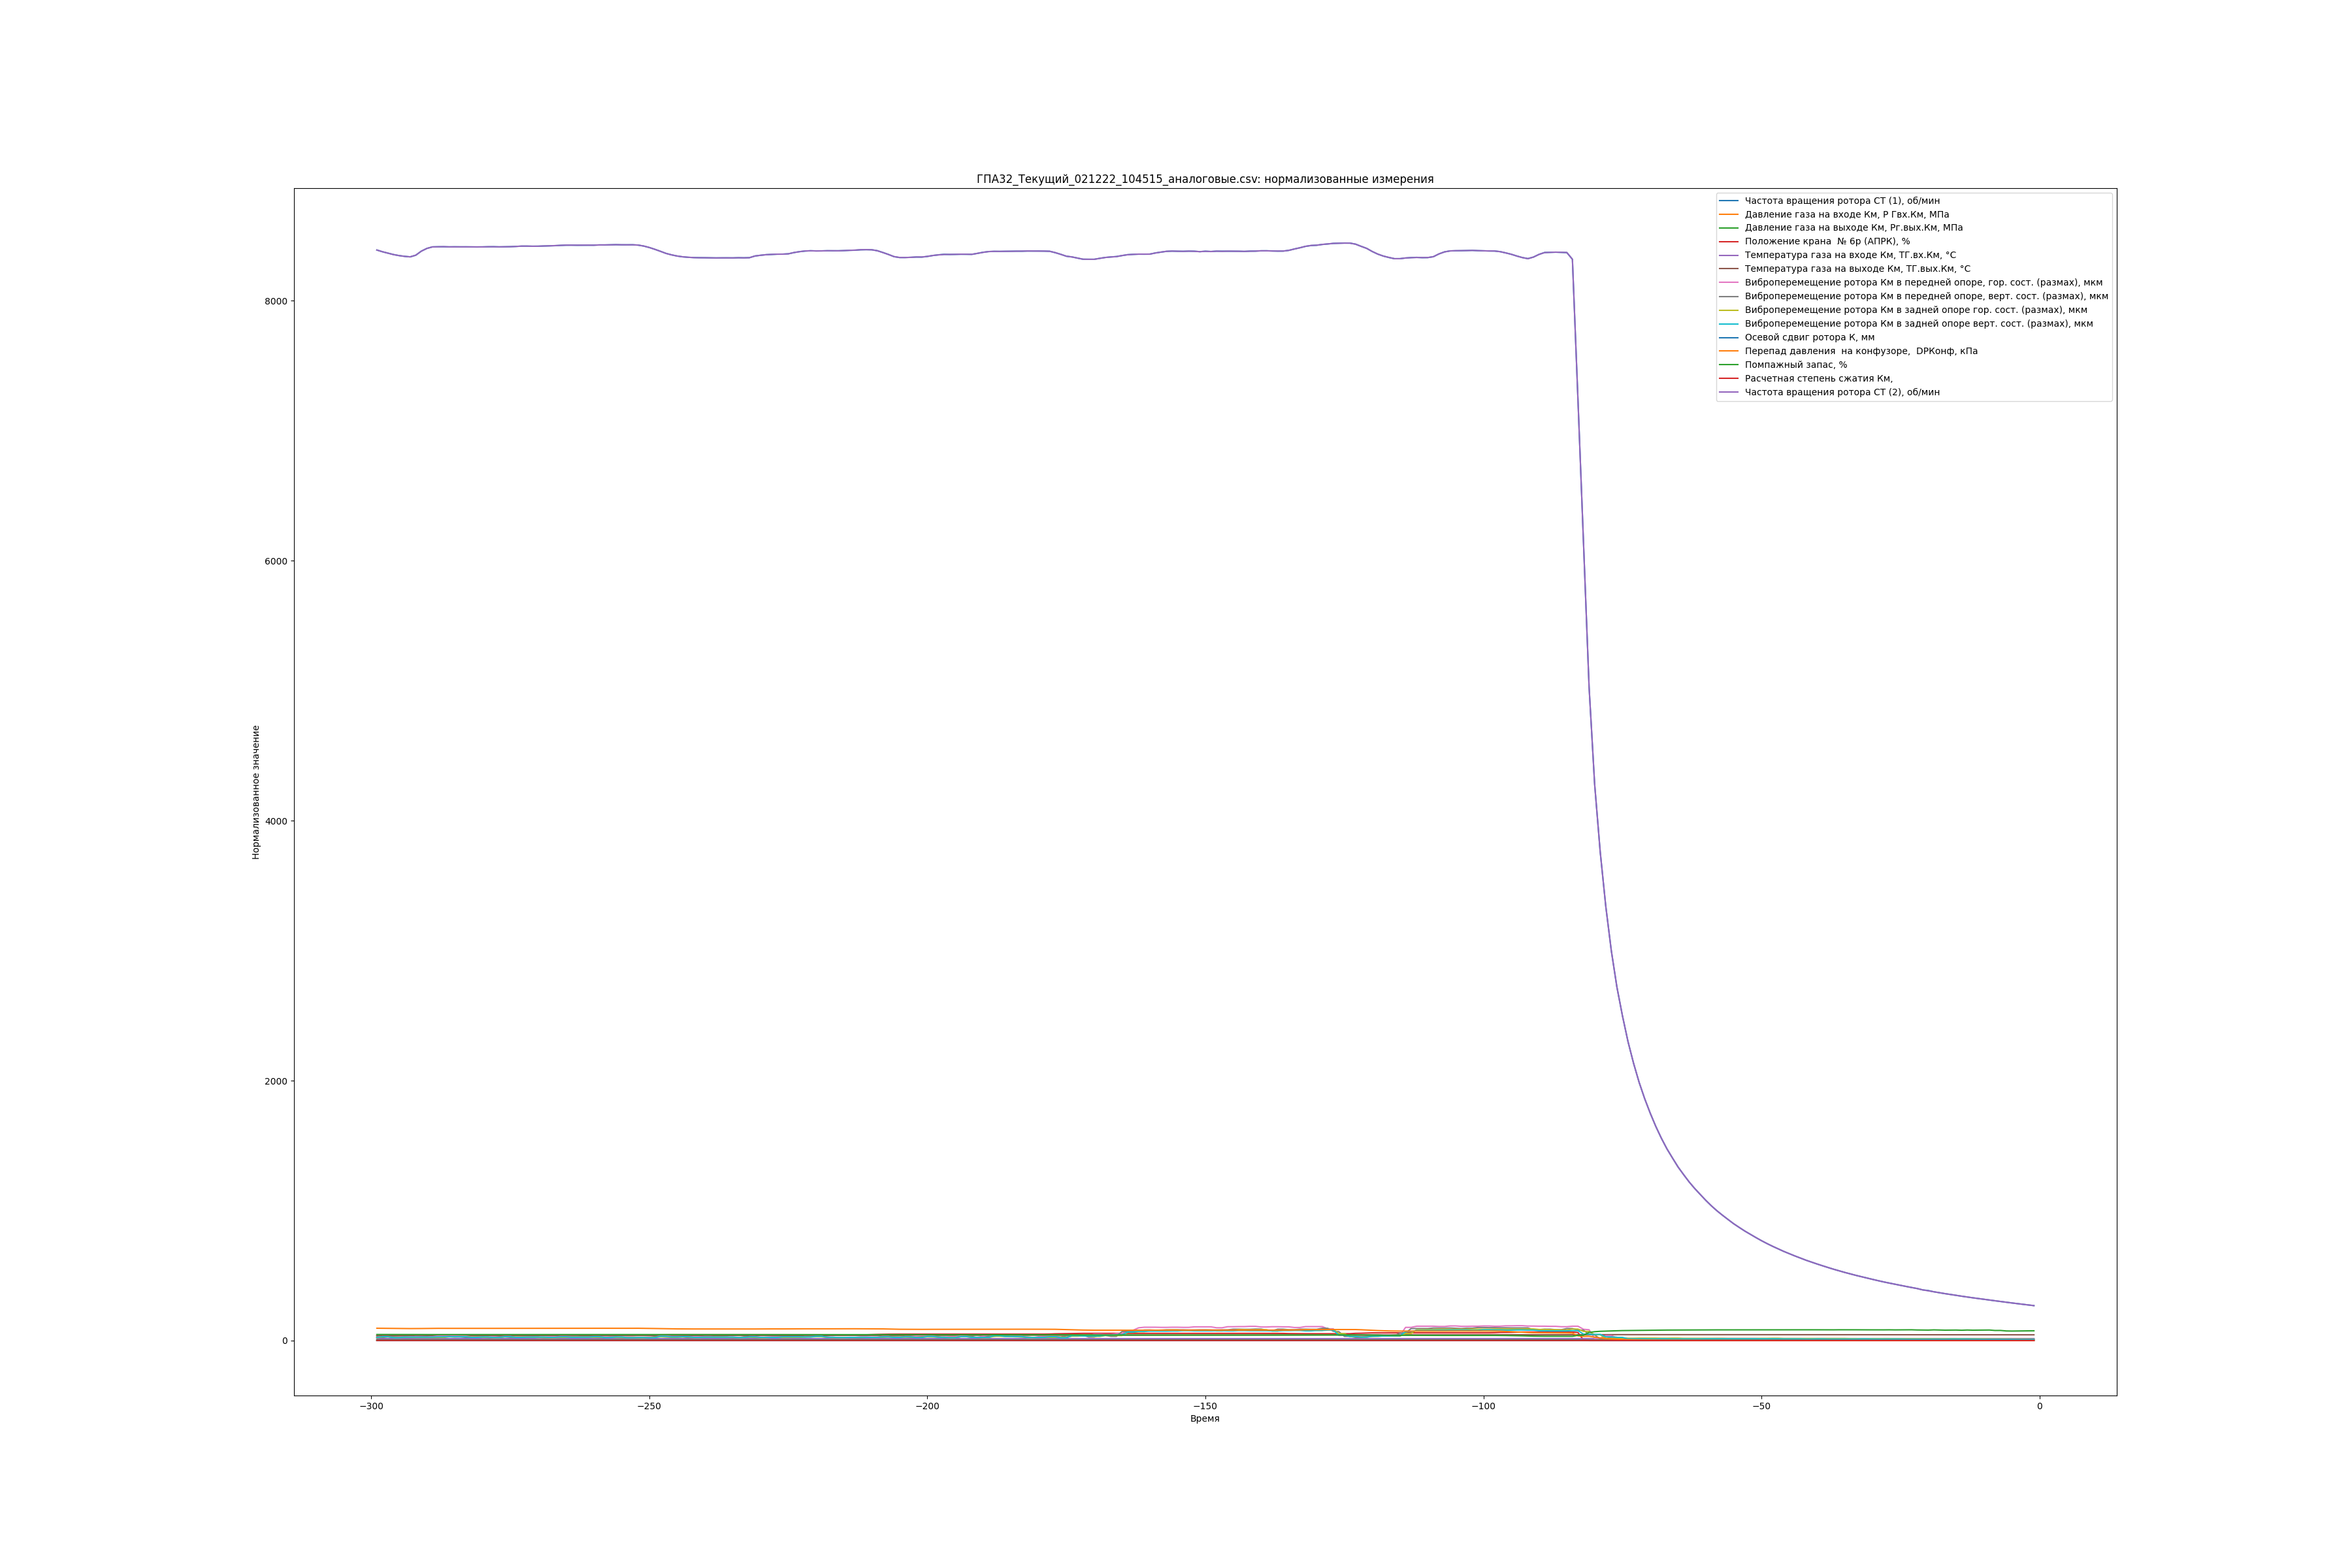 ГПА32_Текущий_021222_104515_аналоговые.csv: нормализованные измерения
Частота вращения ротора СТ (1), об/мин
Давление газа на входе Км, Р Гвх.Км, МПа
Давление газа на выходе Км, Рг.вых.Км, МПа
Положение крана  № 6р (АПРК), %
Температура газа на входе Км, ТГ.вх.Км, °С
Температура газа на выходе Км, ТГ.вых.Км, °С
Виброперемещение ротора Км в передней опоре, гор. сост. (размах), мкм
Виброперемещение ротора Км в передней опоре, верт. сост. (размах), мкм
Виброперемещение ротора Км в задней опоре гор. сост. (размах), мкм
Виброперемещение ротора Км в задней опоре верт. сост. (размах), мкм
Осевой сдвиг ротора К, мм
Перепад давления  на конфузоре,  DPКонф, кПа
Помпажный запас, %
Расчетная степень сжатия Км,
Частота вращения ротора СТ (2), об/мин
8000
6000
4000
2000
0
Нормализованное значение
−300
−250
−200
−150
−100
−50
0
Время